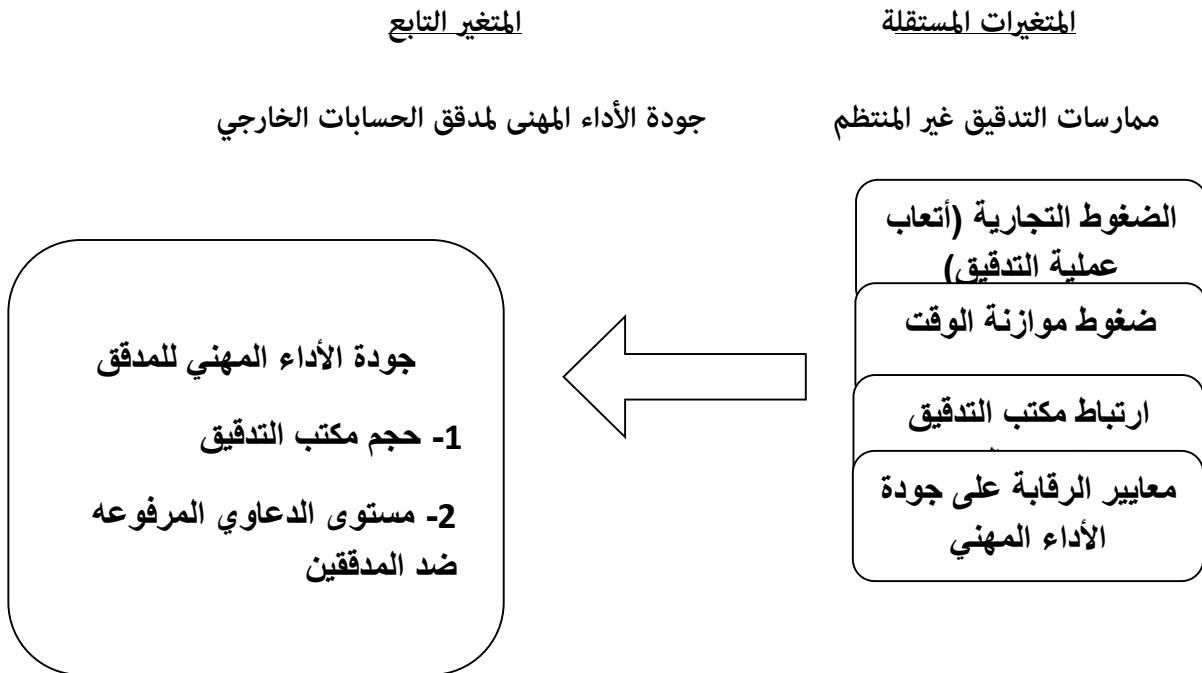 المتغيرات المستقلة
المتغير التابع
ممارسات التدقيق غير المنتظم
جودة الأداء المهنى لمدقق الحسابات الخارجي
الضغوط التجارية (أتعاب
عملية التدقيق)
ضغوط موازنة الوقت
ارتباط مكتب التدقيق
معايير الرقابة على جودة
الأداء المهني
جودة الأداء المهني للمدقق
1- حجم مكتب التدقيق
2- مستوى الدعاوي المرفوعه
ضد المدققين